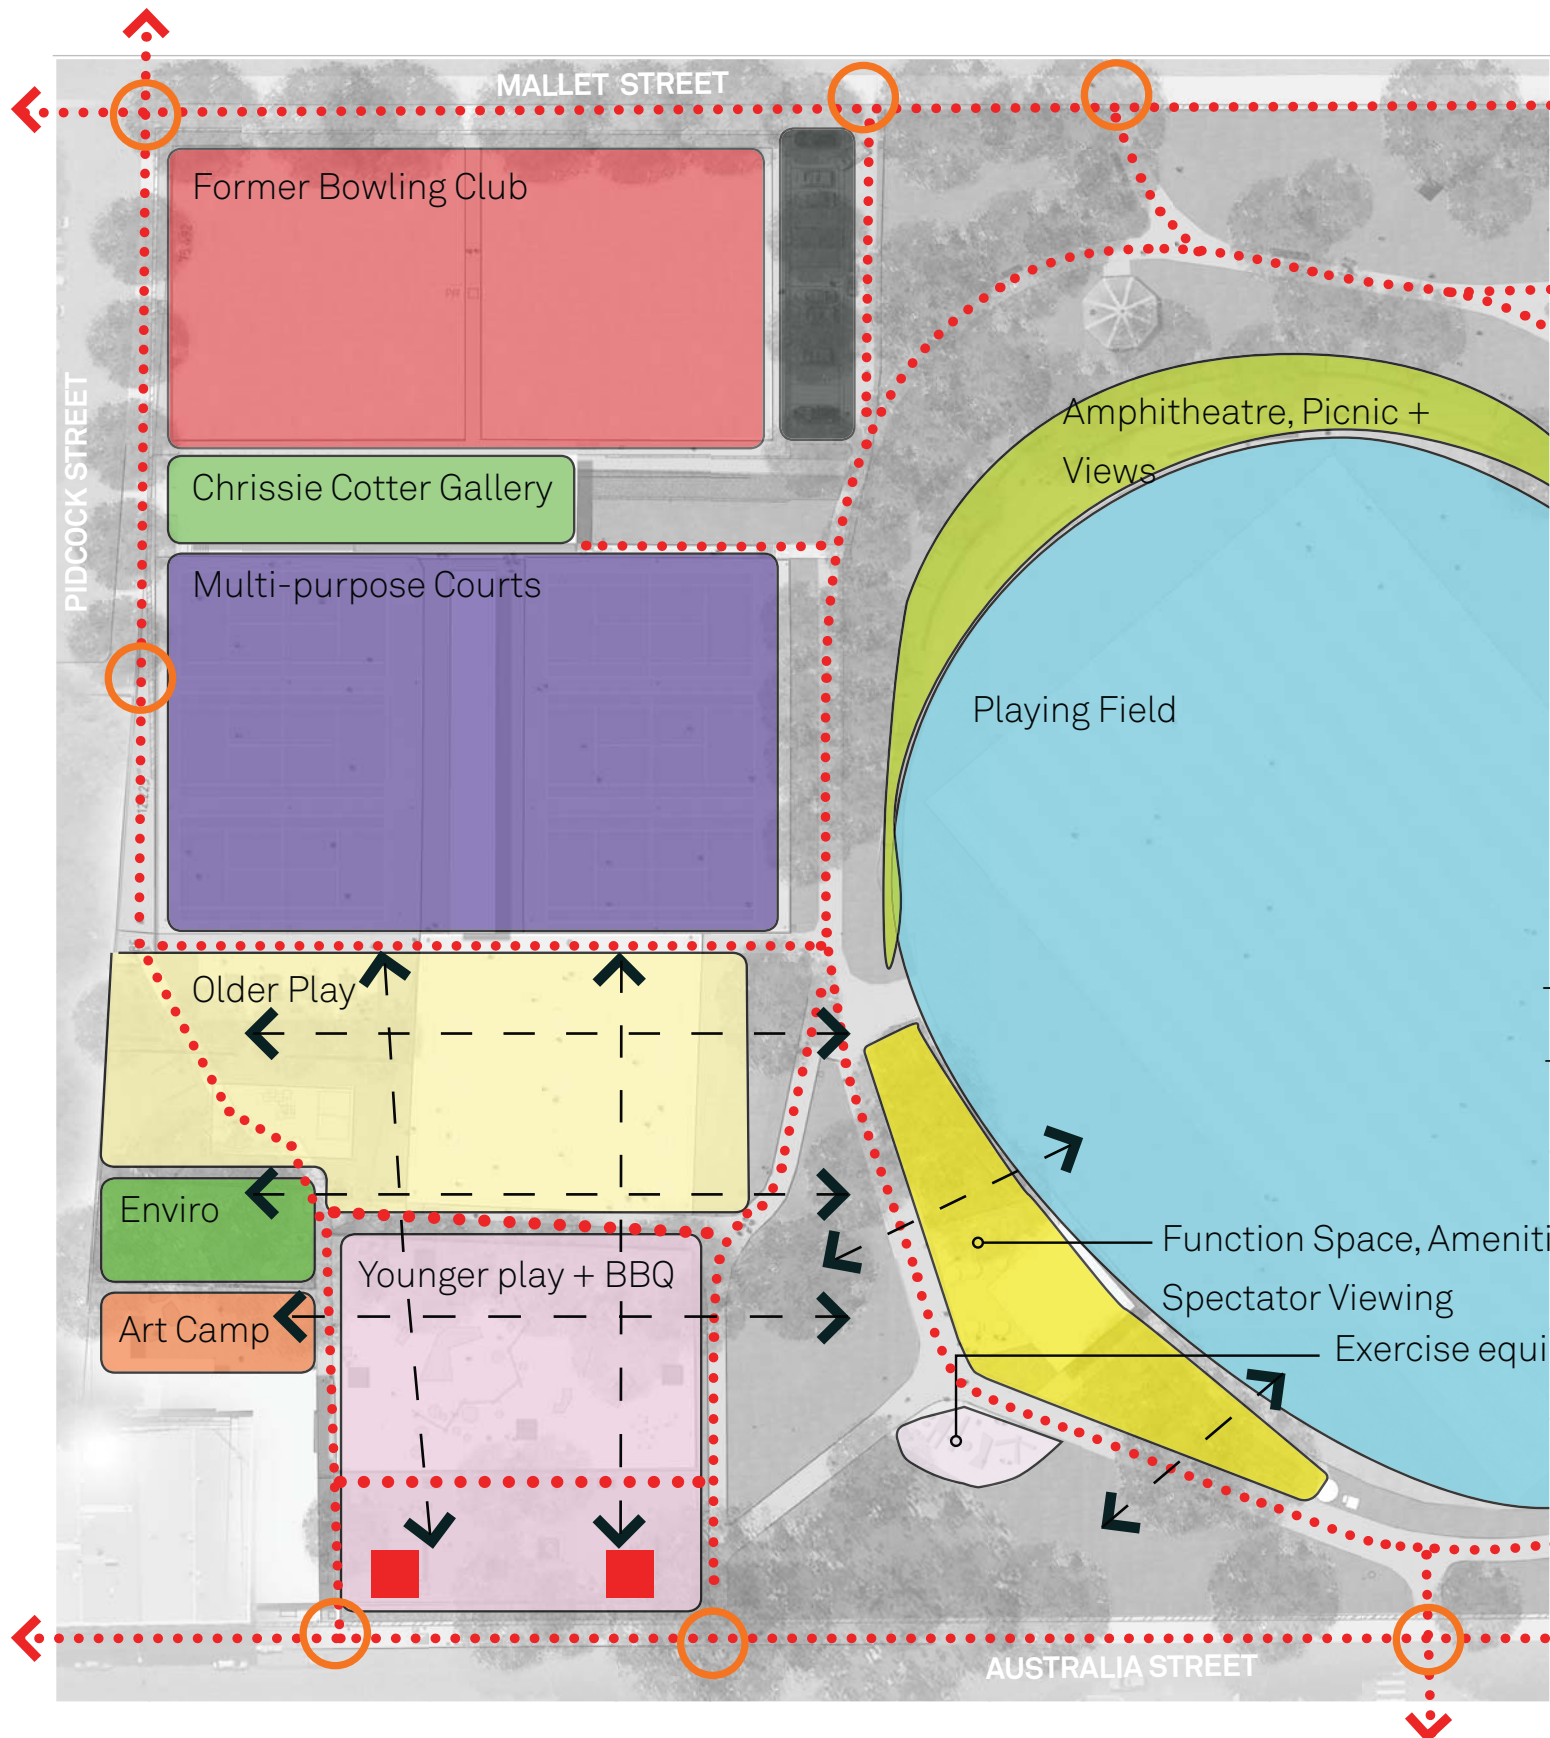 MALLET STREET
Former Bowling Club
PIDCOCK STREET
Amphitheatre, Picnic +
Views
Chrissie Cotter Gallery
Multi-purpose Courts
Playing Field
Older Play
Enviro
Function Space, Ameniti
Spectator Viewing
Younger play + BBQ
Art Camp
Exercise equi
AUSTRALIA STREET